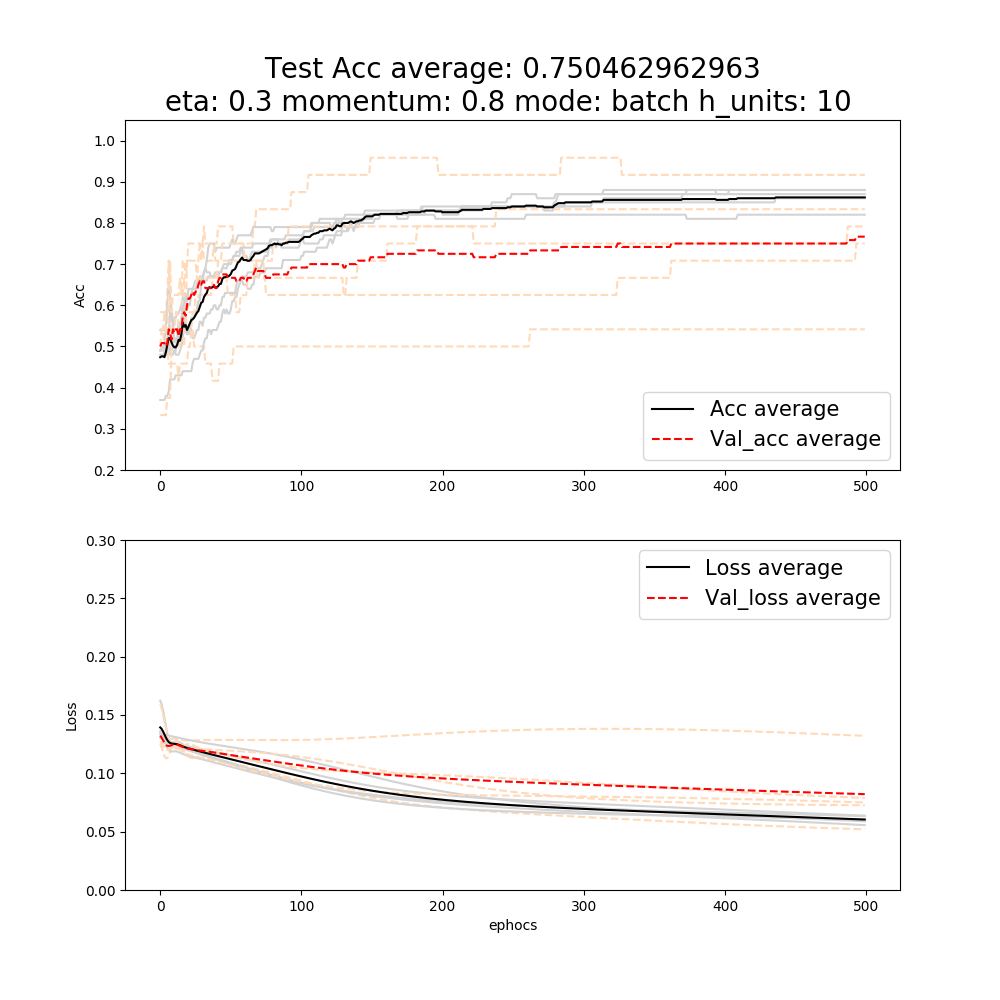 Test Acc average: 0.750462962963
eta: 0.3 momentum: 0.8 mode: batch h_units: 10
1.0
0.9
0.8
0.7
0.6
0.5
0.4
0.3
0.2
Acc
Acc average
Val_acc average
0 100 200 300 400 500
0.30
0.25
0.20
0.15
0.10
0.05
0.00
Loss
Loss average
Val_loss average
0 100 200 300 400 500
ephocs